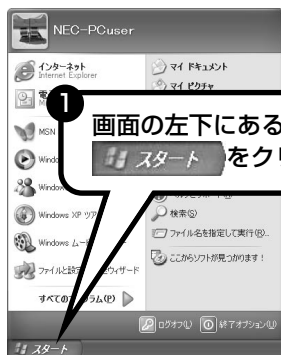 NEC-PCuser
インターネット
Internet Explorer
マイ ドキュメント
マイ ピクチャ
1
画面の左下にある
スタート をク
MSN
Windows XP ツア
検索(S)
ファイル名を指定して実行(R)...
Windows ムー
ここからソフトが見つかります!
ファイルと設定 ウィザード
すべての ラム(P)
ログオフ(L)
終了オプション(U)
スタート